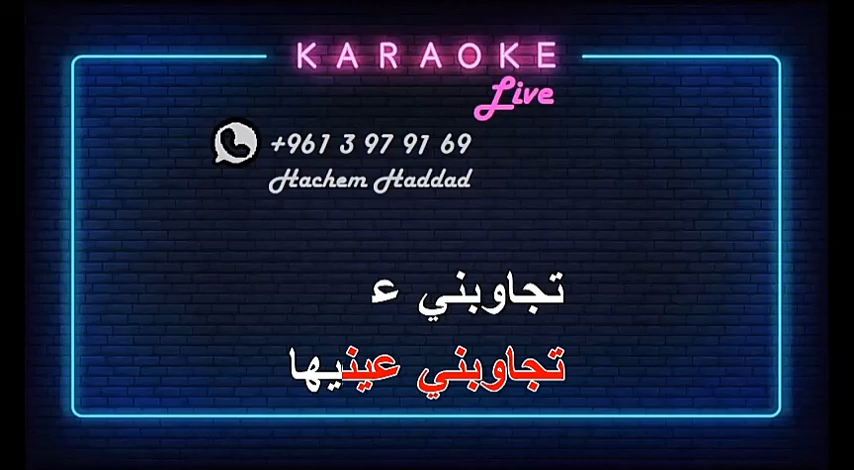 KARAOKE
Live
+961 3 97 91 69
Hachem Haddad
تجاوبني ء
تجاوبني عينيها